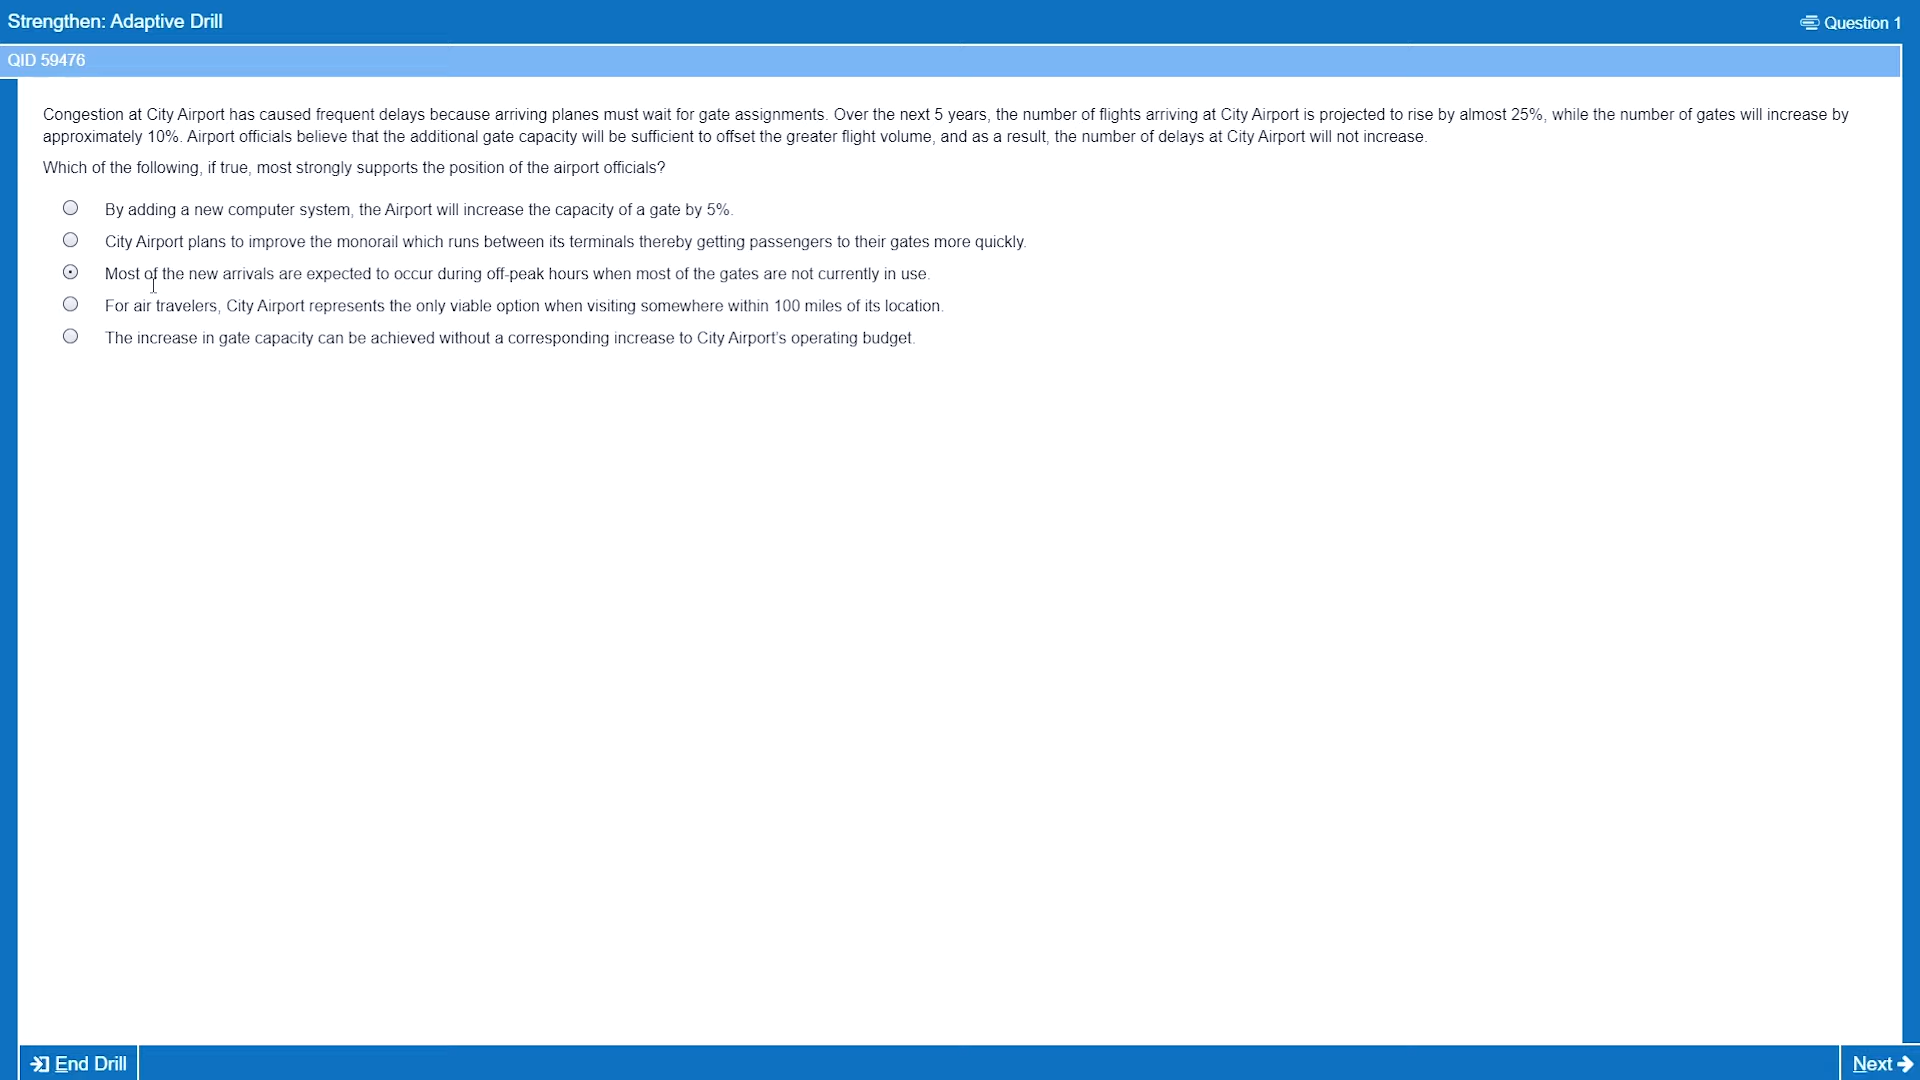 Strengthen: Adaptive Drill
Question 1
QID 59476
Congestion at City Airport has caused frequent delays because arriving planes must wait for gate assignments. Over the next 5 years, the number of flights arriving at City Airport is projected to rise by almost 25%, while the number of gates will increase by
approximately 10%. Airport officials believe that the additional gate capacity will be sufficient to offset the greater flight volume, and as a result, the number of delays at City Airport will not increase.
Which of the following, if true, most strongly supports the position of the airport officials?
By adding a new computer system, the Airport will increase the capacity of a gate by 5%.
City Airport plans to improve the monorail which runs between its terminals thereby getting passengers to their gates more quickly.
Most of the new arrivals are expected to occur during off-peak hours when most of the gates are not currently in use.
For air travelers, City Airport represents the only viable option when visiting somewhere within 100 miles of its location.
The increase in gate capacity can be achieved without a corresponding increase to City Airport's operating budget.
End Drill
Next